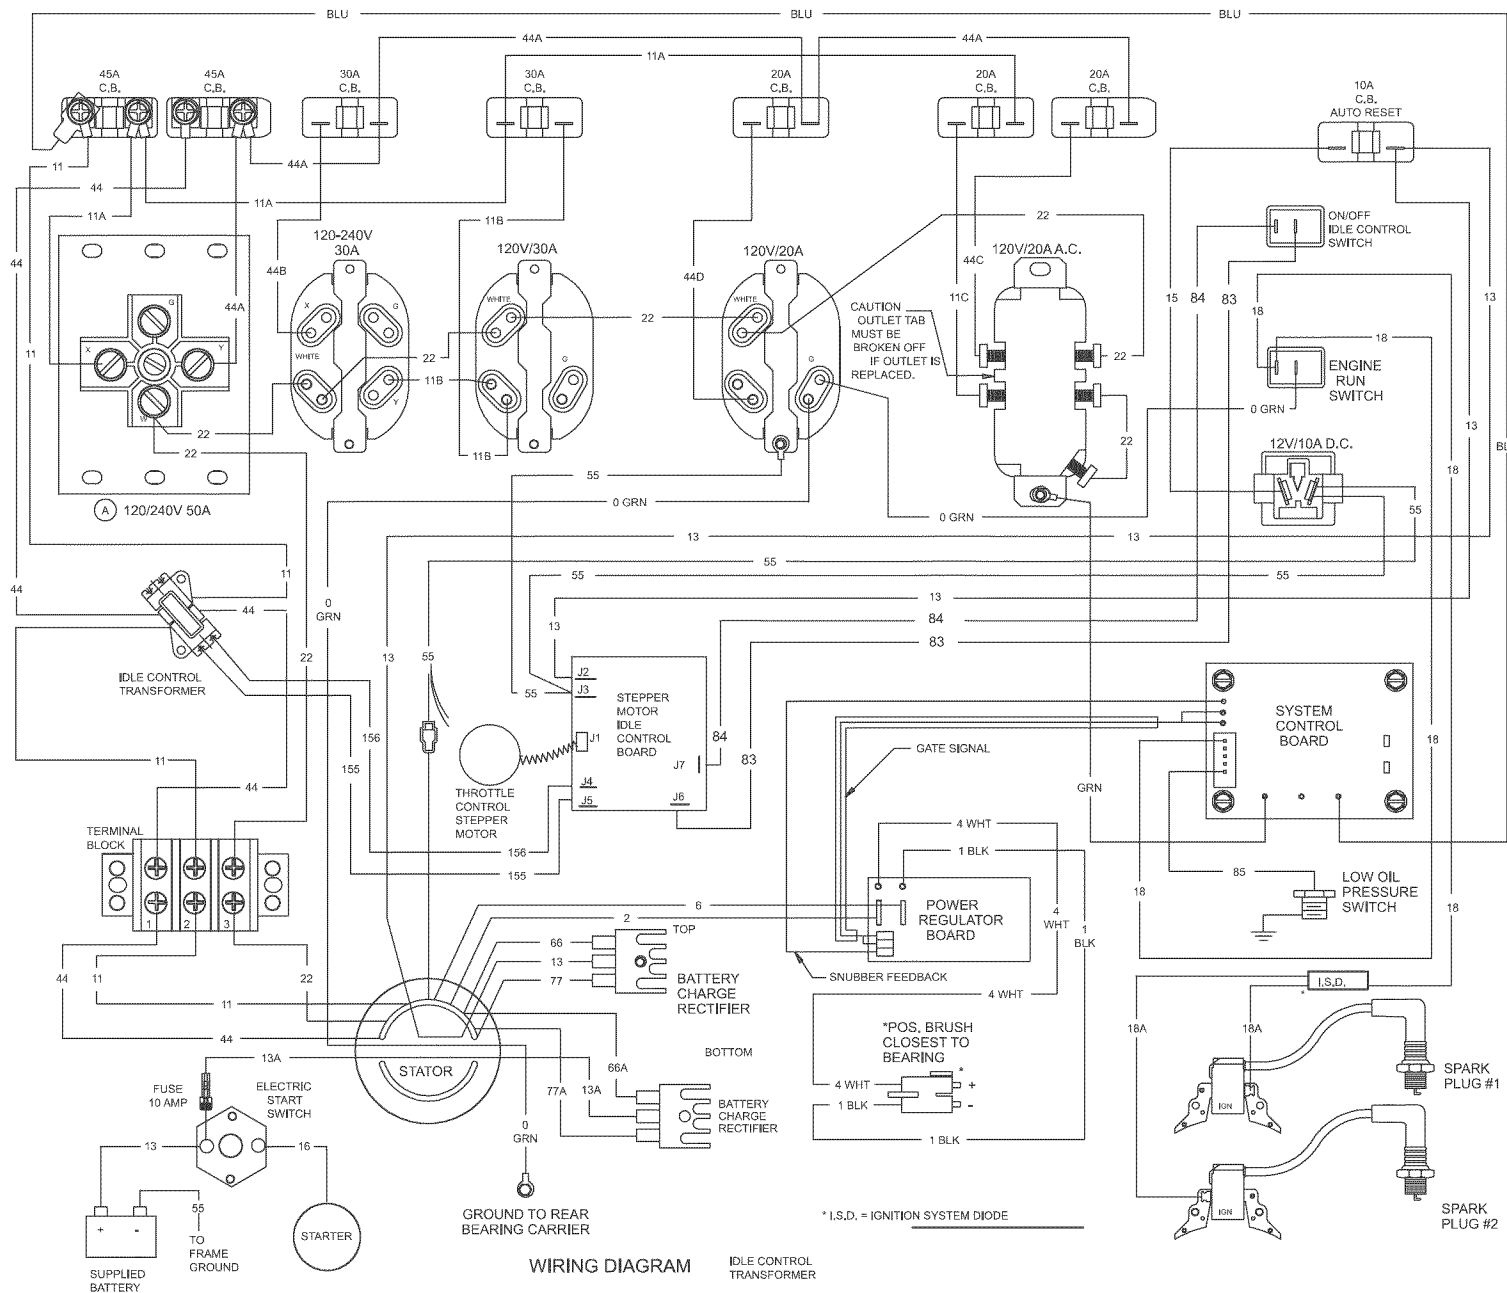 BLU
BLU
BLU
44A
44A
11A
45A
C.B.
45A
C.B.
30A
C.B.
30A
C.B.
20A
C.B.
20A
C.B.
20A
C.B.
10A
C.B.
AUTO RESET
11
44A
15
13
44
11A
11B
13
11A
22
ON/OFF
IDLE CONTROL
SWITCH
120-240V
30A
120V/30A
120V/20A
120V/20A A.C.
44
44B
44D
44C
18
44A
11C
15
84
83
13
11
X
G
WHITE
WHITE
CAUTION
OUTLET TAB
MUST BE
BROKEN OFF
IF OUTLET IS
REPLACED.
18
G
X
Y
22
WHITE
22
22
18
ENGINE
RUN
SWITCH
G
G
11B
Y
W
0 GRN
22
22
11B
22
13
12V/10A D.C.
BL
55
18
0 GRN
0 GRN
55
A
120/240V 50A
13
13
55
11
55
55
44
44
0
GRN
13
13
84
83
22
13
55
IDLE CONTROL
TRANSFORMER
55
J2
J3
STEPPER
MOTOR
IDLE
CONTROL
BOARD
SYSTEM
CONTROL
BOARD
156
J1
84
18
GATE SIGNAL
83
11
155
J7
44
THROTTLE
CONTROL
STEPPER
MOTOR
J4
J5
J6
GRN
TERMINAL
BLOCK
4 WHT
156
1 BLK
155
85
LOW OIL
PRESSURE
SWITCH
18
18
1
2
3
6
2
POWER
REGULATOR
BOARD
4
WHT
1
BLK
TOP
66
13
77
BATTERY
CHARGE
RECTIFIER
SNUBBER FEEDBACK
44
11
22
11
4 WHT
I.S.D.
*
44
*POS. BRUSH
CLOSEST TO
BEARING
18A
18A
13A
BOTTOM
66A
STATOR
*
FUSE
10 AMP
ELECTRIC
START
SWITCH
77A
13A
4 WHT
+
1 BLK
-
SPARK
PLUG #1
BATTERY
CHARGE
RECTIFIER
IGN
0
GRN
1 BLK
13
16
55
+
-
TO
FRAME
GROUND
STARTER
GROUND TO REAR
BEARING CARRIER
* I.S.D. = IGNITION SYSTEM DIODE
IGN
SPARK
PLUG #2
SUPPLIED
BATTERY
WIRING DIAGRAM
IDLE CONTROL
TRANSFORMER